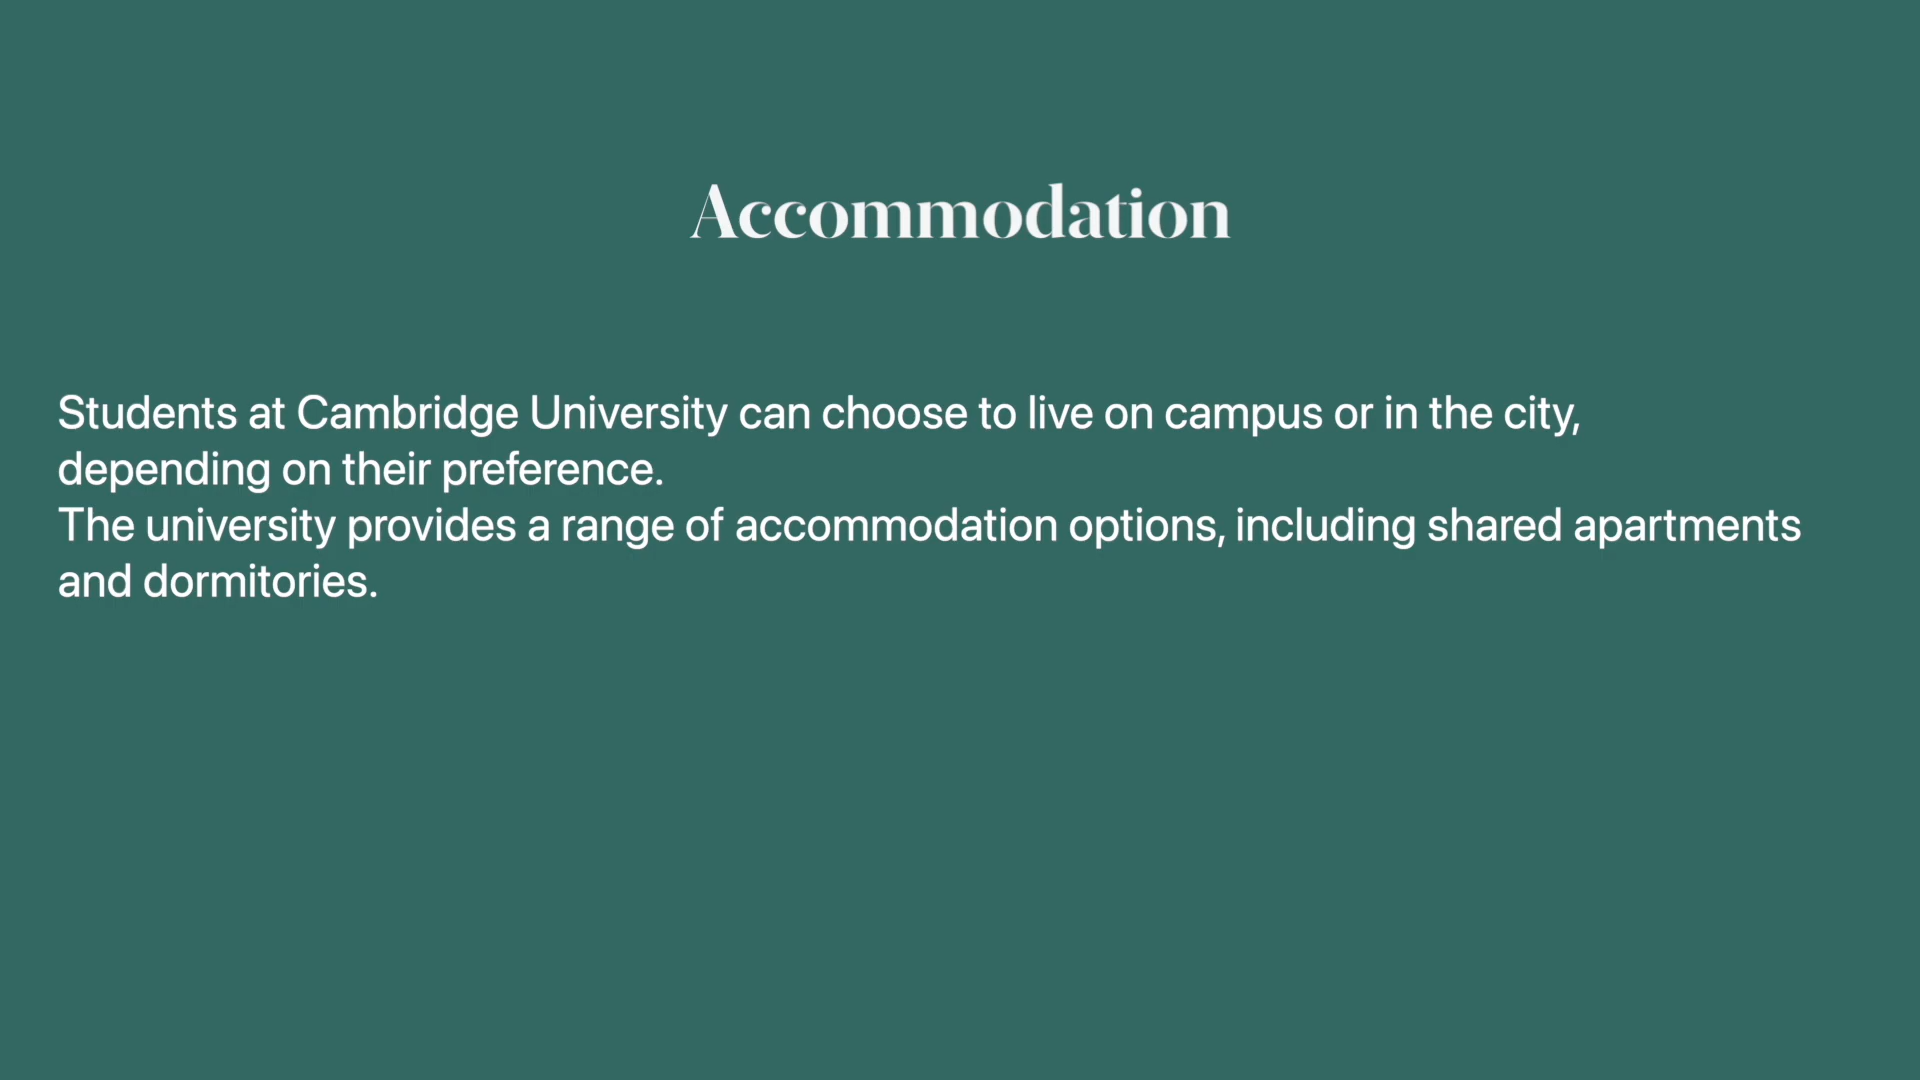 Accommodation
Students at Cambridge University can choose to live on campus or in the city,
depending on their preference.
The university provides a range of accommodation options, including shared apartments
and dormitories.